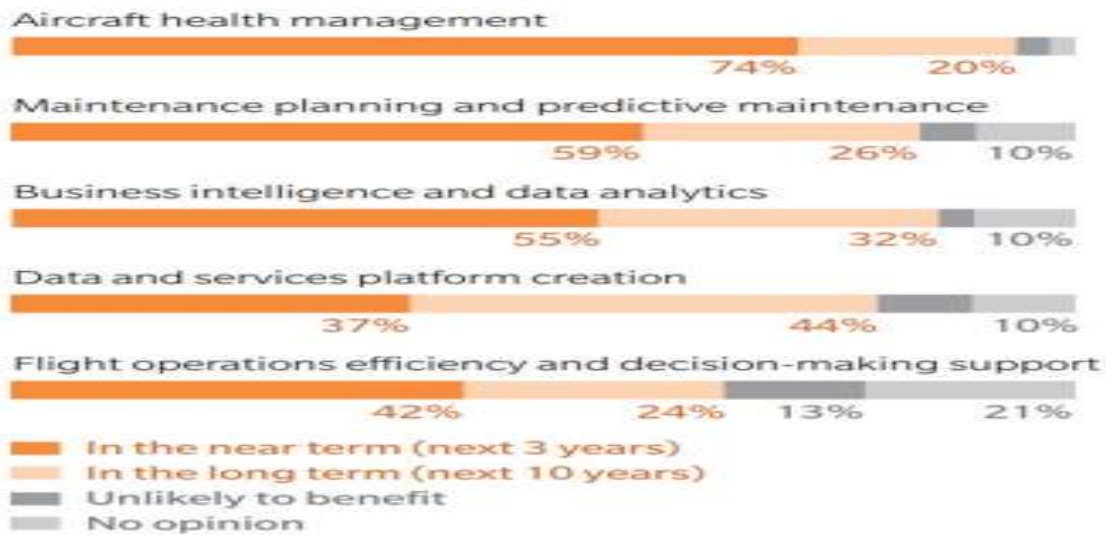 Aircraft health management
74% 20%
Maintenance planning and predictive maintenance
59% 26% 10%
Business intelligence and data analytics
55% 32% 10%
Data and services platform creation
37% 44% 10%
Flight operations efficiency and decision-making support
42% 24% 13% 21%
In the near term (next 3 years)
In the long term (next 10 years)
Unlikely to benefit
No opinion